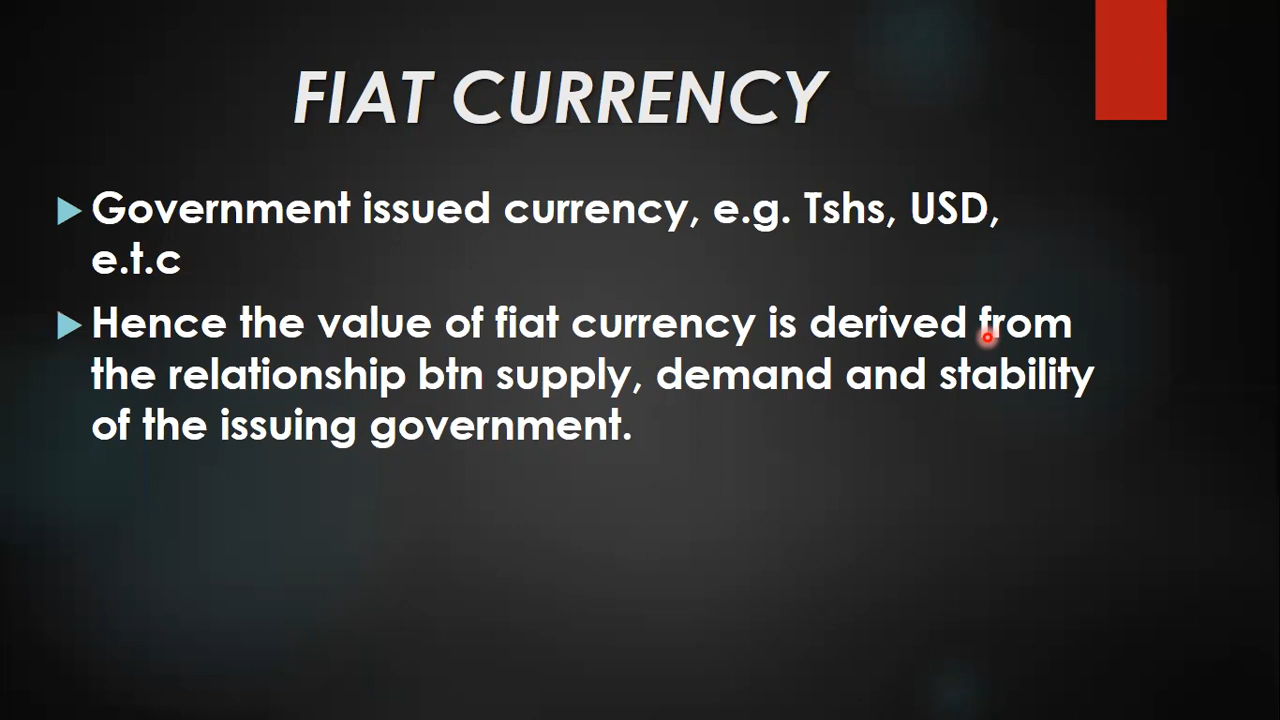 FIAT CURRENCY
Government issued currency, e.g. Tshs, USD,
e.t.c
Hence the value of fiat currency is derived from
the relationship btn supply, demand and stability
of the issuing government.